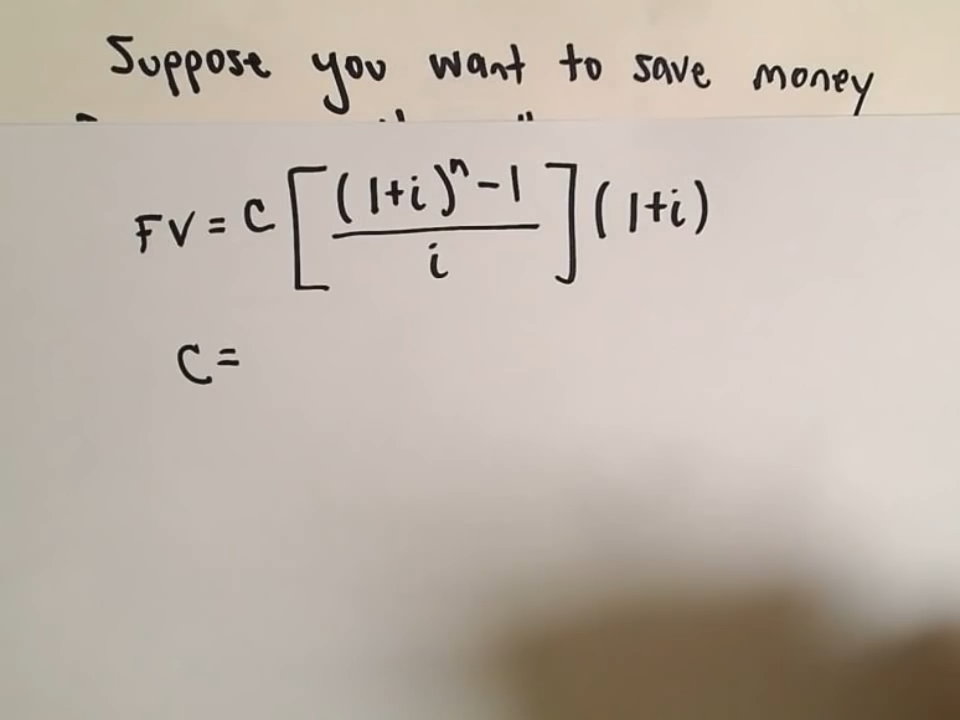 Suppose you want to save money
FV = C [ ((1+i)^n - 1) / i ] (1+i)
C =